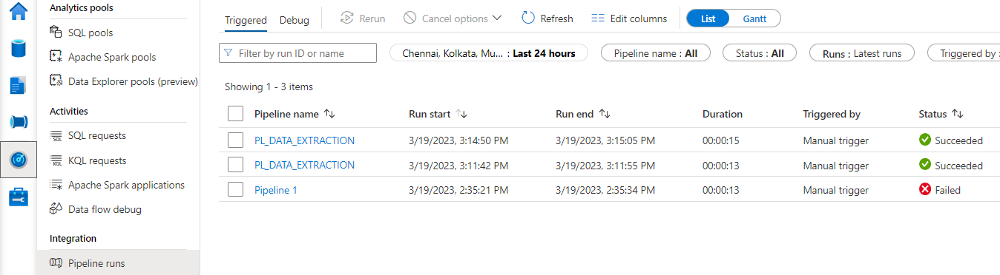 Analytics pools
SQL pools
Apache Spark pools
Data Explorer pools (preview)
Activities
SQL requests
KQL requests
Apache Spark applications
Data flow debug
Integration
Pipeline runs
Triggered Debug Rerun Cancel options Refresh Edit columns List Gantt
Filter by run ID or name Chennai, Kolkata, Mu... : Last 24 hours Pipeline name : All Status : All Runs : Latest runs Triggered by :
Showing 1 - 3 items
Pipeline name Run start Run end Duration Triggered by Status
PL_DATA_EXTRACTION 3/19/2023, 3:14:50 PM 3/19/2023, 3:15:05 PM 00:00:15 Manual trigger Succeeded
PL_DATA_EXTRACTION 3/19/2023, 3:11:42 PM 3/19/2023, 3:11:55 PM 00:00:13 Manual trigger Succeeded
Pipeline 1 3/19/2023, 2:35:21 PM 3/19/2023, 2:35:34 PM 00:00:13 Manual trigger Failed